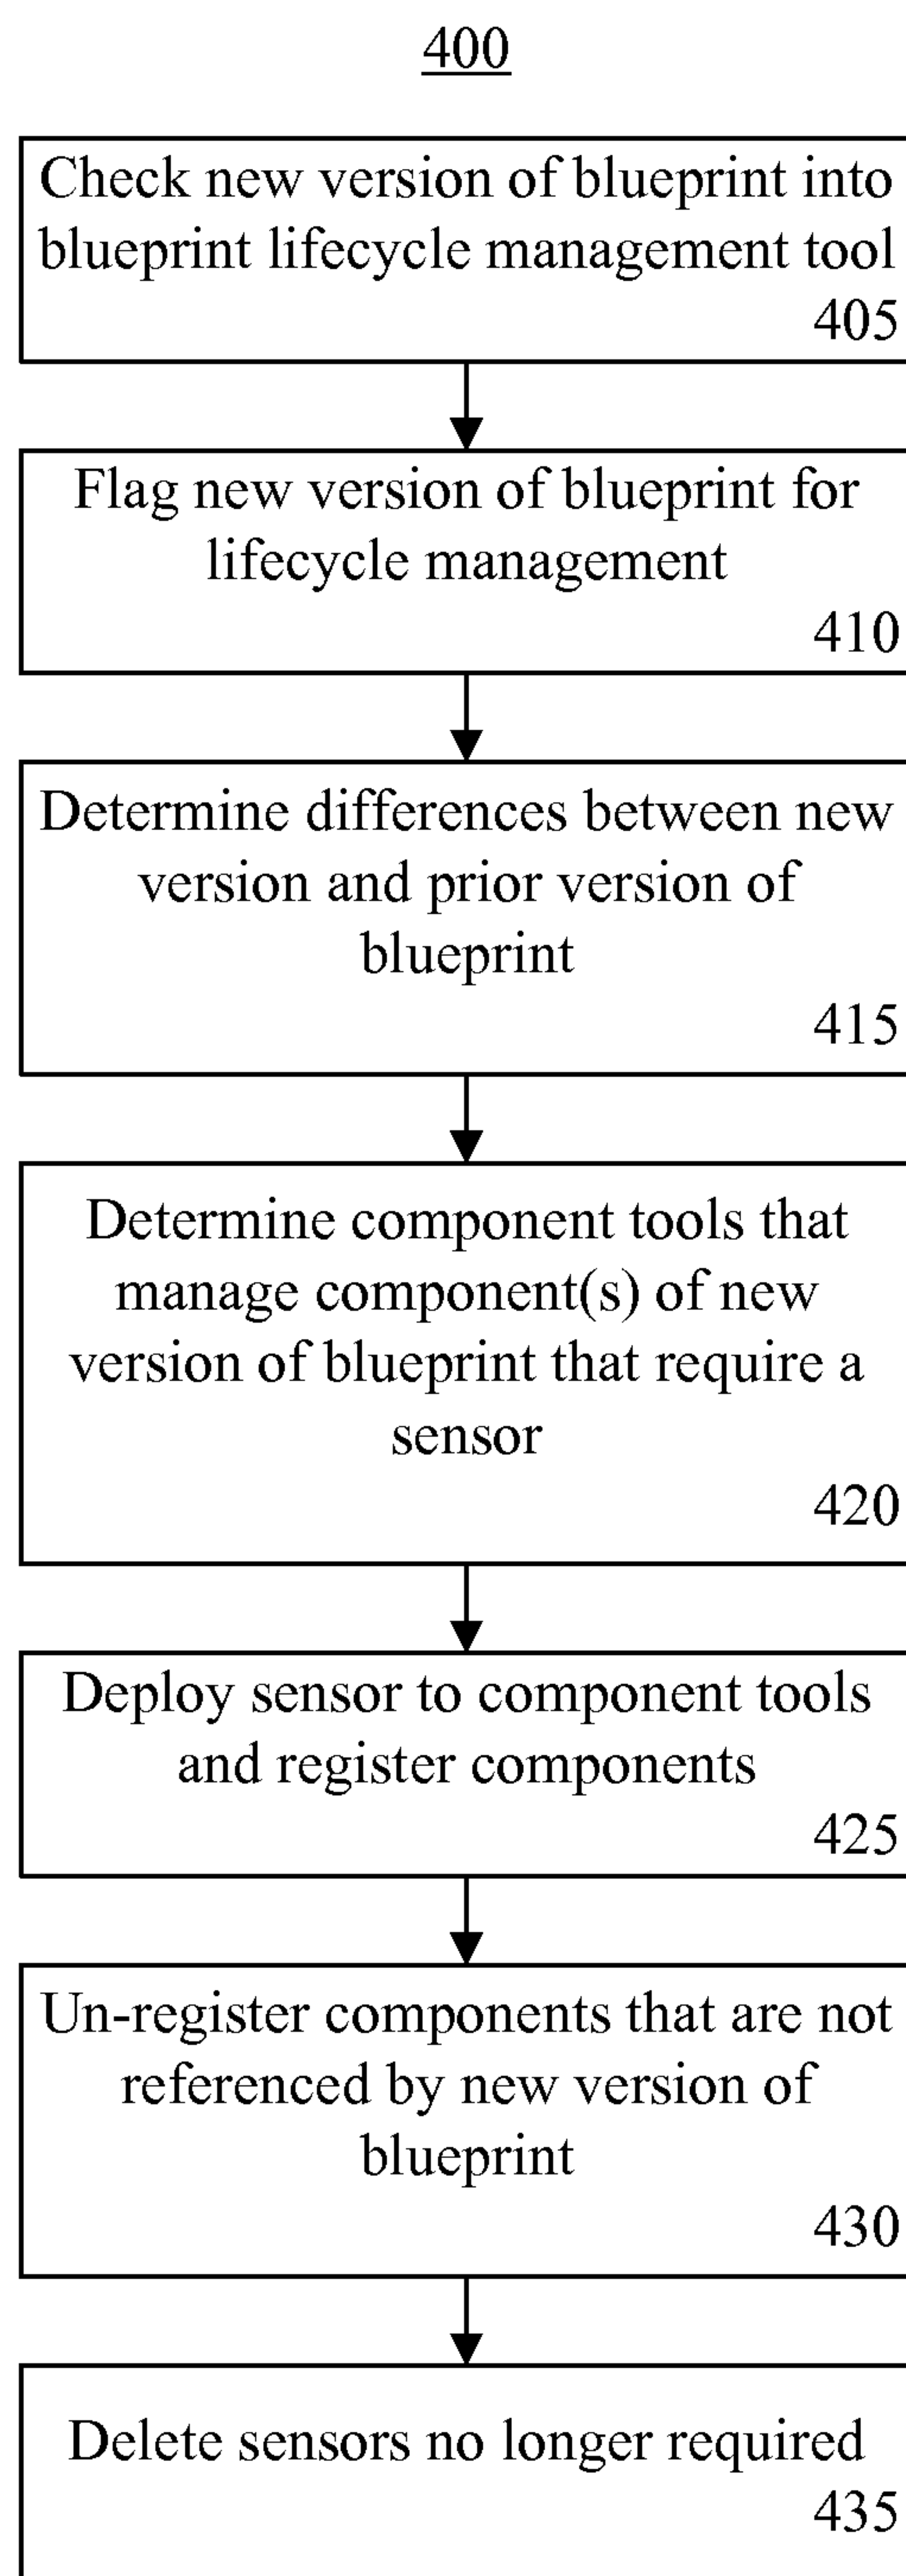 400
Check new version of blueprint into
blueprint lifecycle management tool
405
Flag new version of blueprint for
lifecycle management
410
Determine differences between new
version and prior version of
blueprint
415
Determine component tools that
manage component(s) of new
version of blueprint that require a
sensor
420
Deploy sensor to component tools
and register components
425
Un-register components that are not
referenced by new version of
blueprint
430
Delete sensors no longer required
435